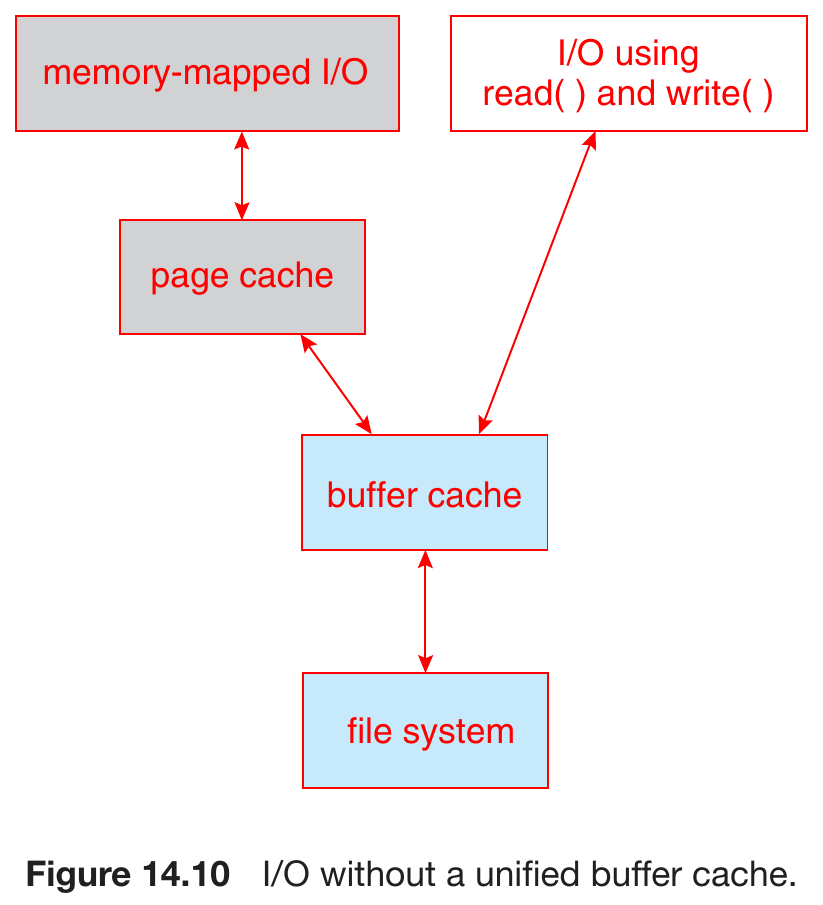 memory-mapped I/O
I/O using
read( ) and write( )
page cache
buffer cache
file system
Figure 14.10 I/O without a unified buffer cache.